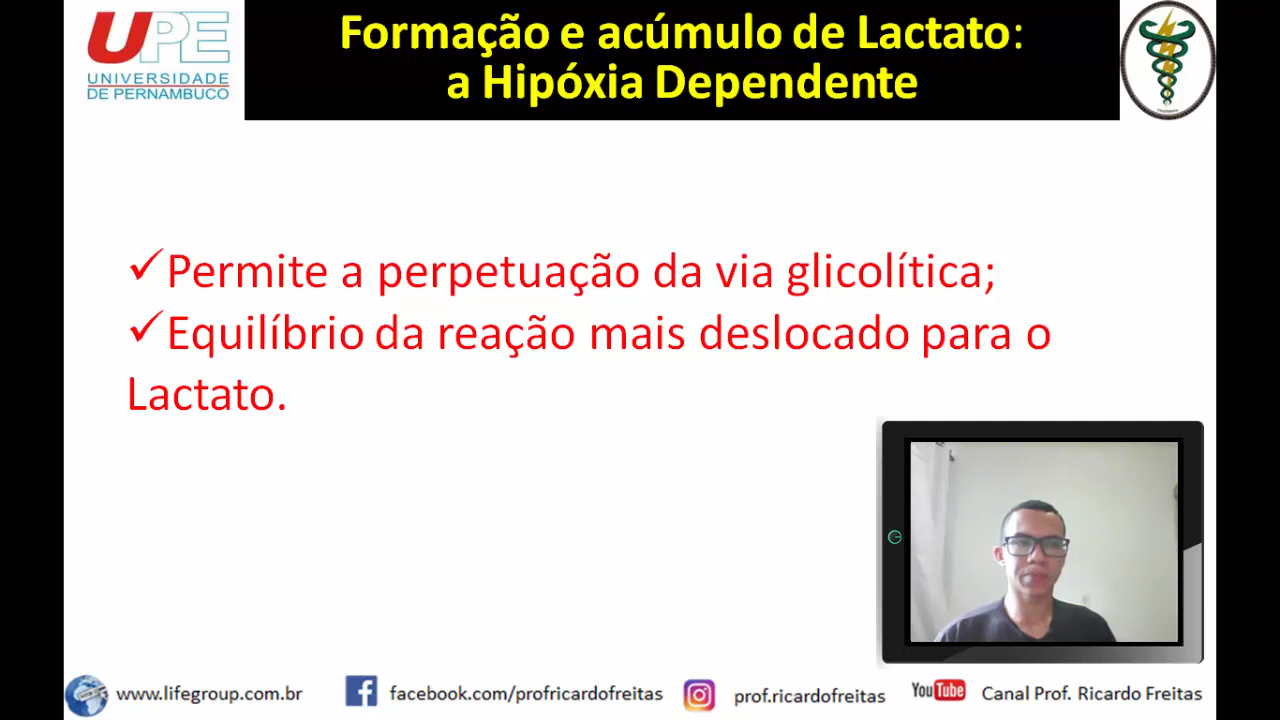 UPE
UNIVERSIDADE
DE PERNAMBUCO
Formação e acúmulo de Lactato:
a Hipóxia Dependente
✓Permite a perpetuação da via glicolítica;
✓Equilíbrio da reação mais deslocado para o
Lactato.
www.lifegroup.com.br
facebook.com/profricardofreitas
prof.ricardofreitas
YouTube
Canal Prof. Ricardo Freitas